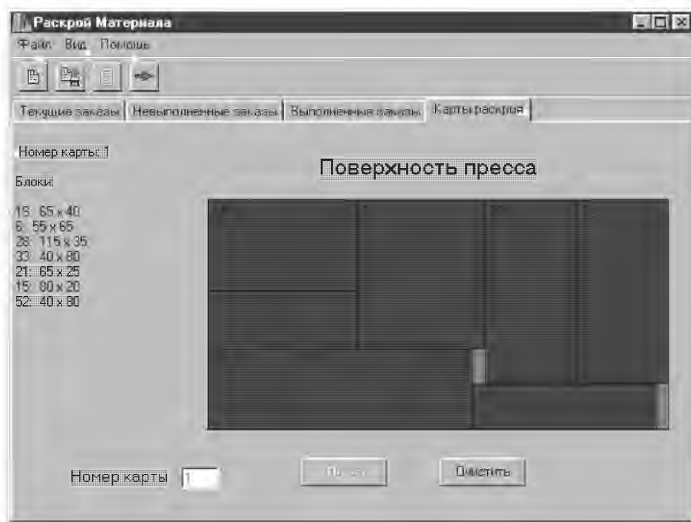 Раскрой Материала
Файл Вид Помощь
Текущие заказы Невыполненные заказы Выполненные заказы Карты раскроя
Номер карты: 1
Поверхность пресса
Блоки:
19: 65 x 40
6: 55 x 65
28: 115 x 35
33: 40 x 80
21: 65 x 25
15: 80 x 20
52: 40 x 80
Номер карты 1
Очистить